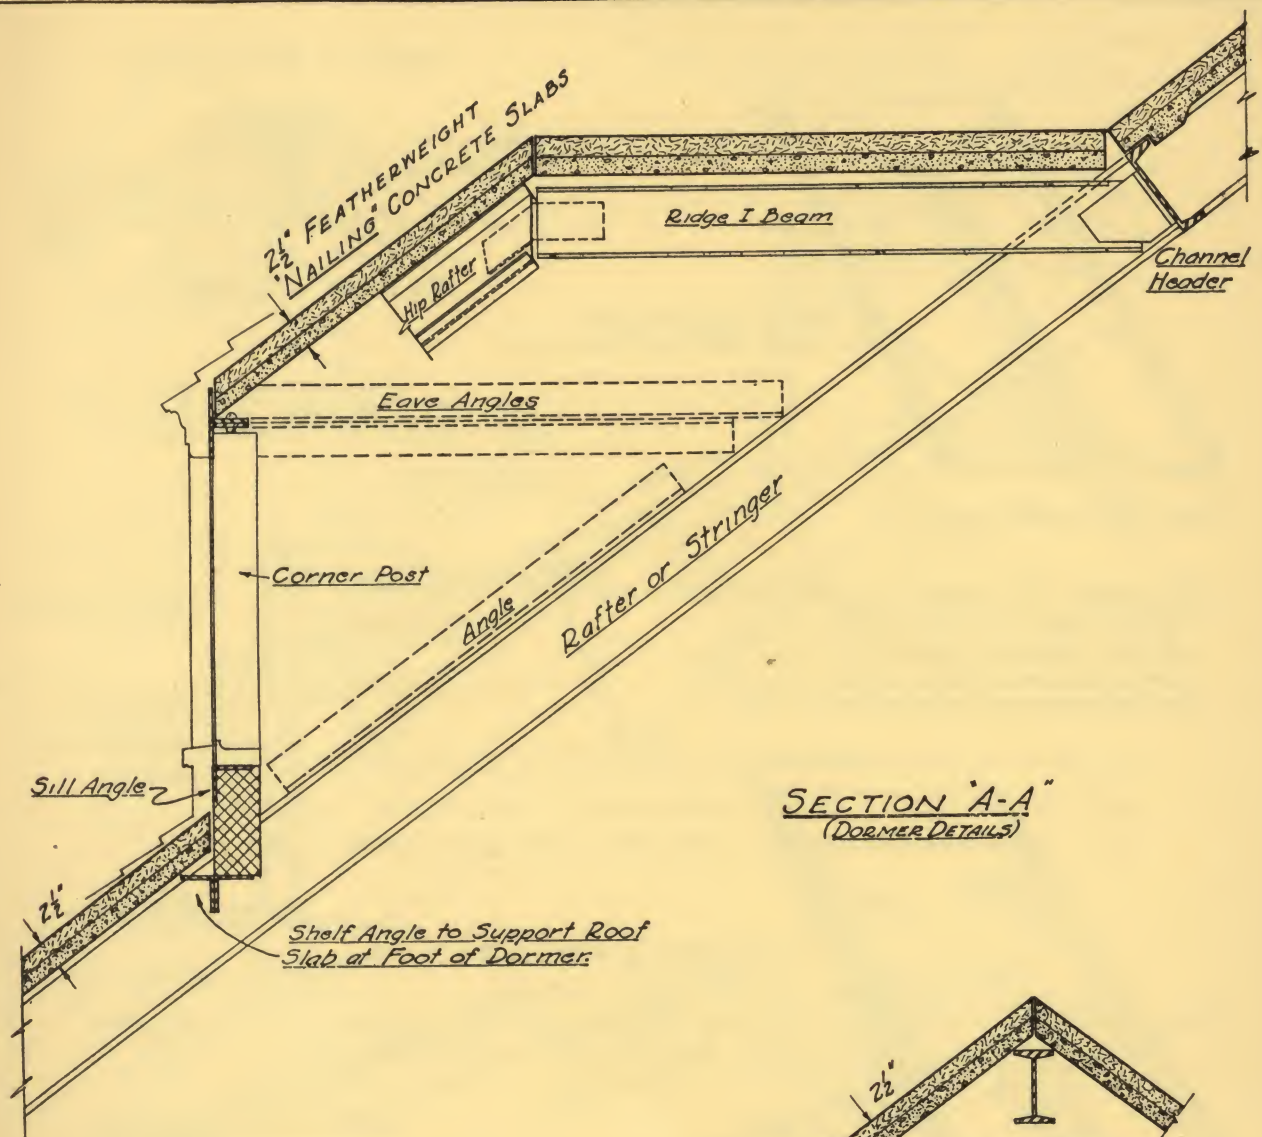 2½" FEATHERWEIGHT
"NAILING" CONCRETE SLABS
Ridge I Beam
Hip Rafter
Channel
Header
Eave Angles
Corner Post
Angle
Rafter or Stringer
Sill Angle
SECTION "A-A"
(DORMER DETAILS)
2½"
Shelf Angle to Support Roof
Slab at Foot of Dormer.
2½"